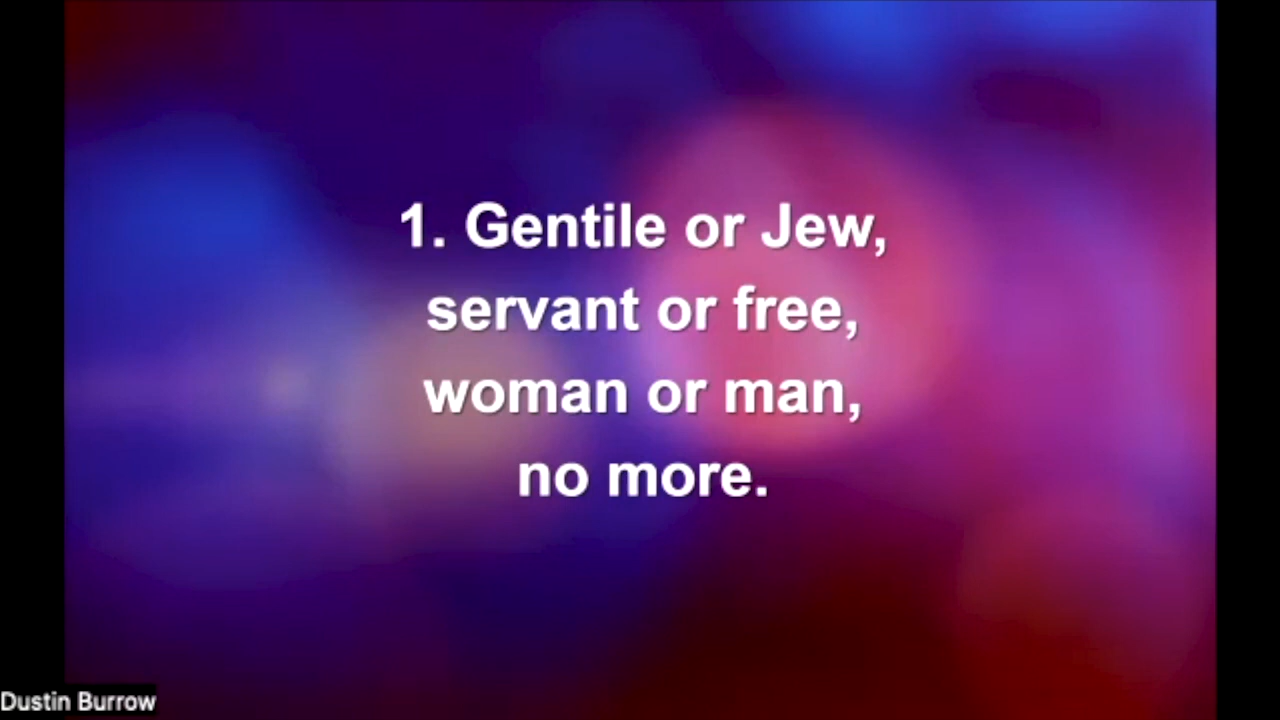 1. Gentile or Jew,
servant or free,
woman or man,
no more.
Dustin Burrow